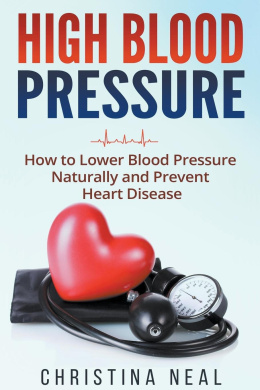 HIGH BLOOD
PRESSURE
How to Lower Blood Pressure
Naturally and Prevent
Heart Disease
CHRISTINA NEAL